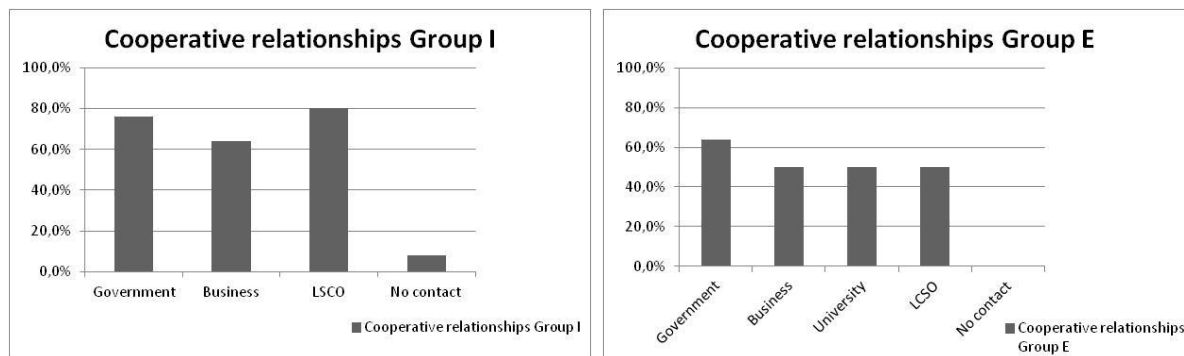 Cooperative relationships Group I
100,0%
80,0%
60,0%
40,0%
20,0%
0,0%
Government Business LSCO No contact
Cooperative relationships Group I
Cooperative relationships Group E
100,0%
80,0%
60,0%
40,0%
20,0%
0,0%
Government Business University LCSO No contact
Cooperative relationships
Group E